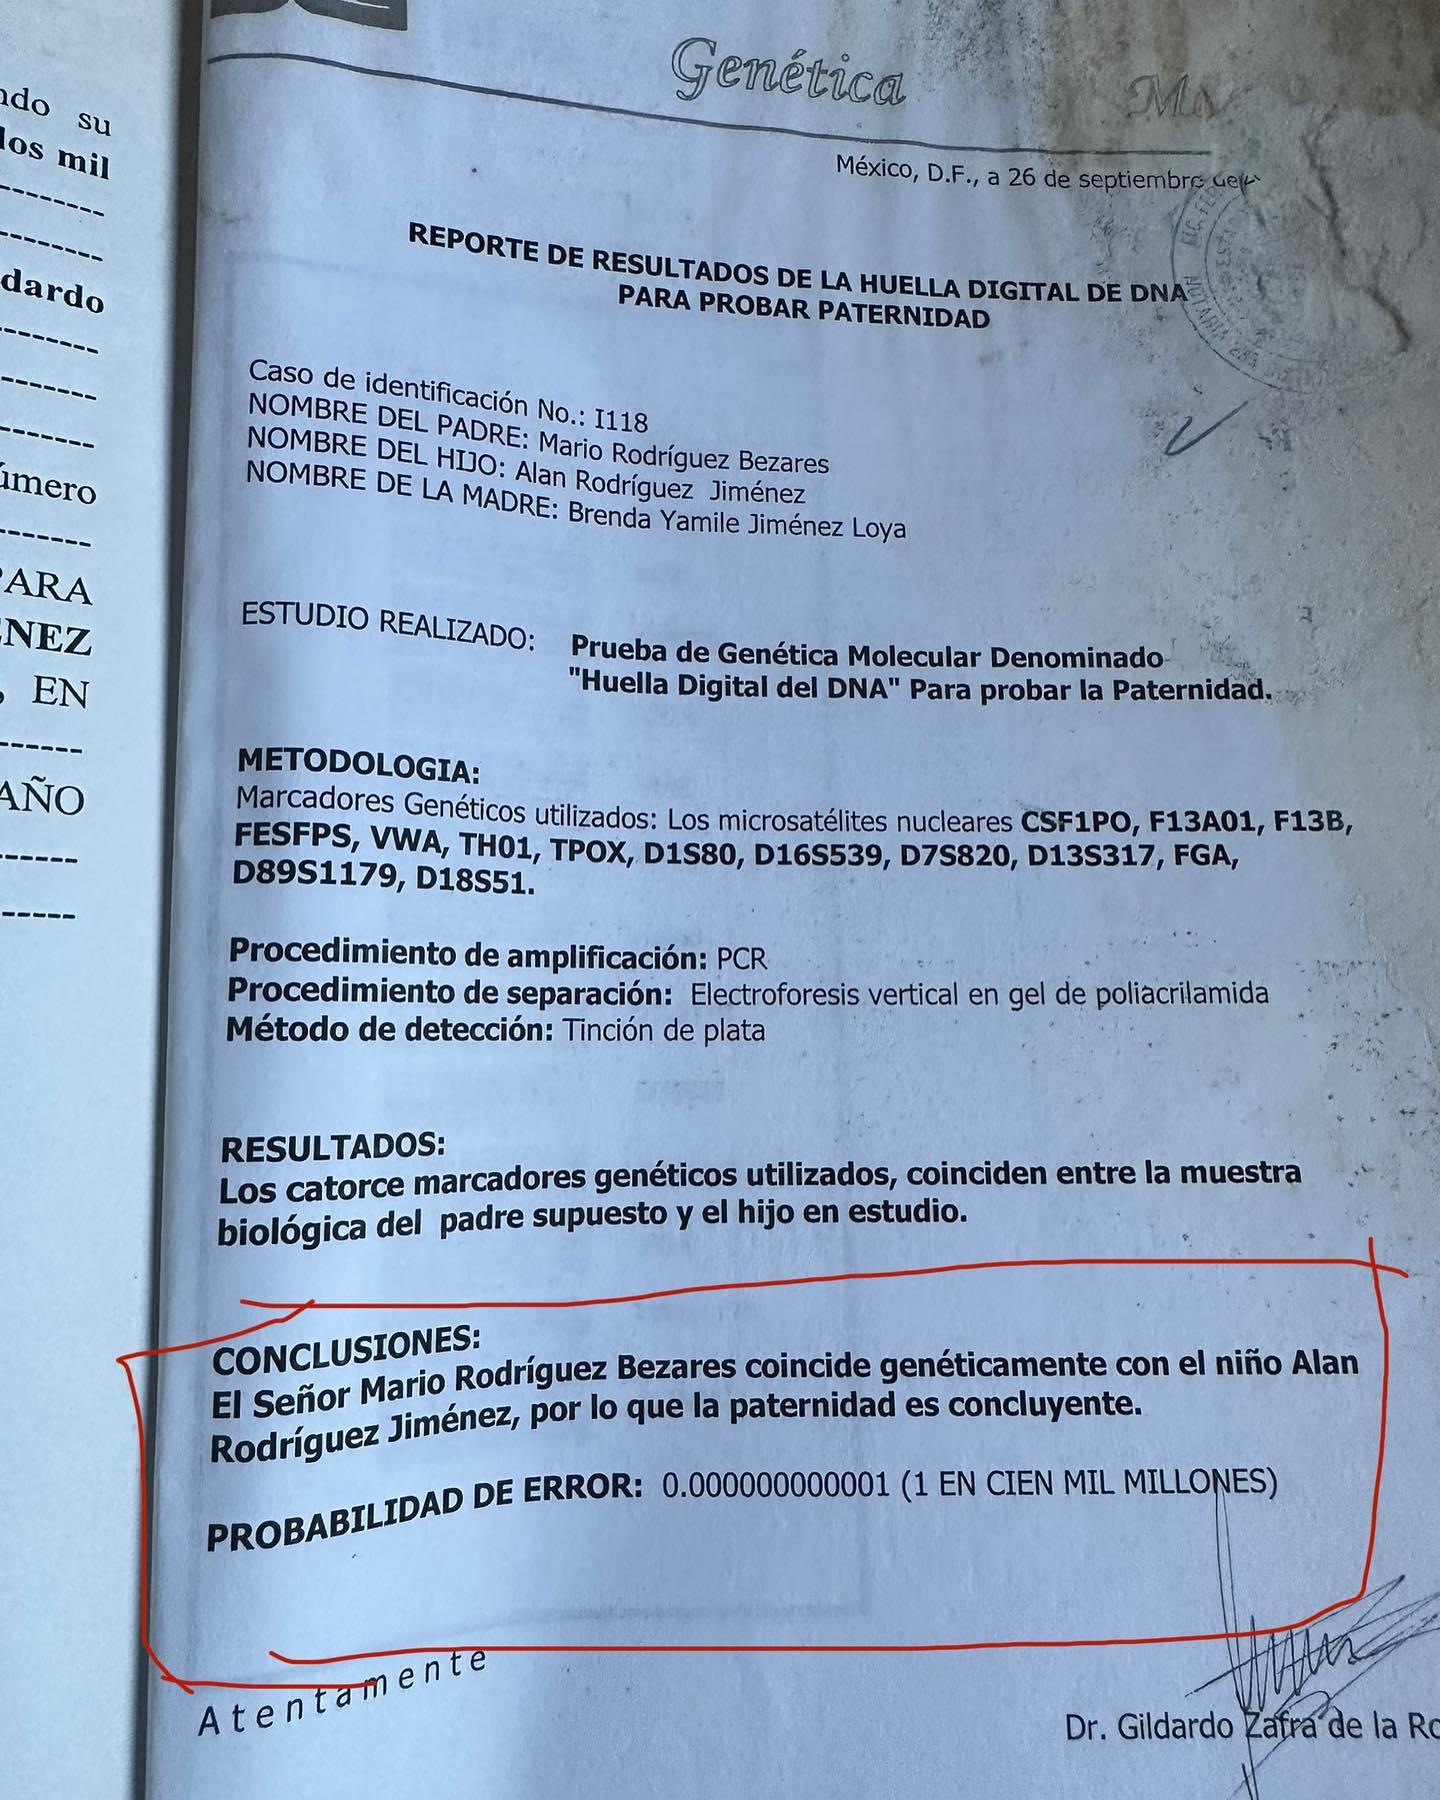 ndo su
los mil
dardo
úmero
PARA
ENEZ
, EN
AÑO
Genética
México, D.F., a 26 de septiembre de
REPORTE DE RESULTADOS DE LA HUELLA DIGITAL DE DNA
PARA PROBAR PATERNIDAD
Caso de identificación No.: I118
NOMBRE DEL PADRE: Mario Rodríguez Bezares
NOMBRE DEL HIJO: Alan Rodríguez Jiménez
NOMBRE DE LA MADRE: Brenda Yamile Jiménez Loya
ESTUDIO REALIZADO: Prueba de Genética Molecular Denominado
"Huella Digital del DNA" Para probar la Paternidad.
METODOLOGIA:
Marcadores Genéticos utilizados: Los microsatélites nucleares CSF1PO, F13A01, F13B,
FESFPS, VWA, TH01, TPOX, D1S80, D16S539, D7S820, D13S317, FGA,
D89S1179, D18S51.
Procedimiento de amplificación: PCR
Procedimiento de separación: Electroforesis vertical en gel de poliacrilamida
Método de detección: Tinción de plata
RESULTADOS:
Los catorce marcadores genéticos utilizados, coinciden entre la muestra
biológica del padre supuesto y el hijo en estudio.
CONCLUSIONES:
El Señor Mario Rodríguez Bezares coincide genéticamente con el niño Alan
Rodríguez Jiménez, por lo que la paternidad es concluyente.
PROBABILIDAD DE ERROR: 0.000000000001 (1 EN CIEN MIL MILLONES)
Atentamente
Dr. Gildardo Zafra de la Ro